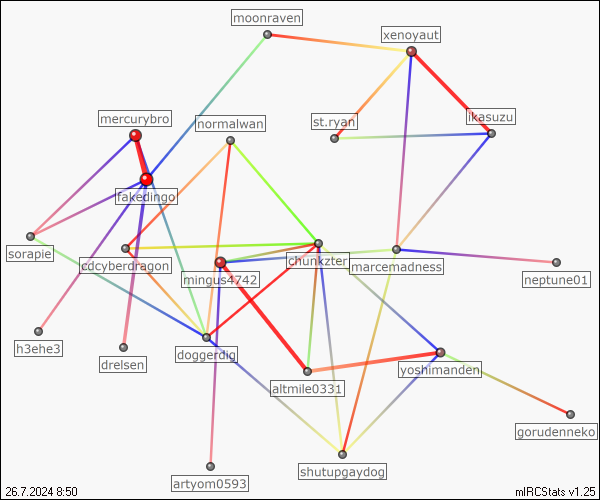 moonraven
xenoyaut
mercurybro
normalwan
st.ryan
ikasuzu
fakedingo
sorapie
cdcyberdragon
chunkzter
marcemadness
mingus4742
neptune01
h3ehe3
drelsen
doggerdig
yoshimanden
altmile0331
gorudenneko
artyom0593
shutupgaydog
26.7.2024 8:50
mIRCStats v1.25